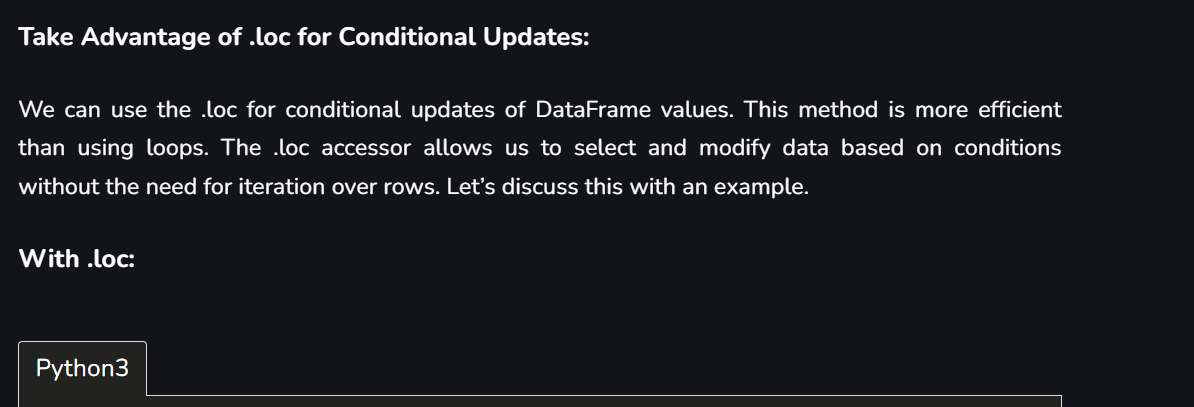 Take Advantage of .loc for Conditional Updates:
We can use the .loc for conditional updates of DataFrame values. This method is more efficient
than using loops. The .loc accessor allows us to select and modify data based on conditions
without the need for iteration over rows. Let’s discuss this with an example.
With .loc:
Python3